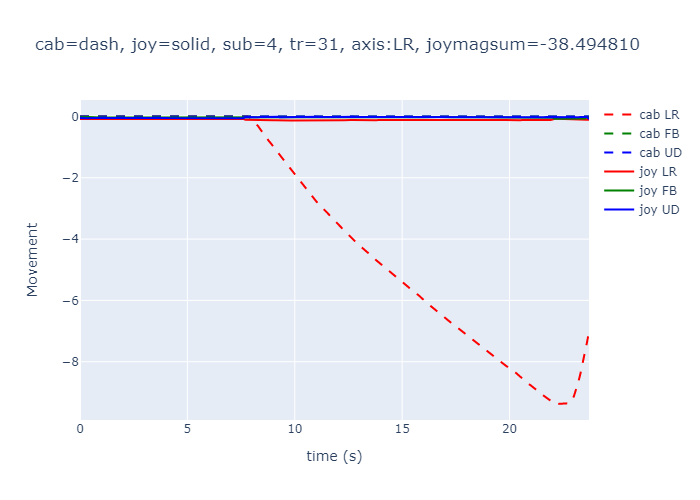 cab=dash, joy=solid, sub=4, tr=31, axis:LR, joymagsum=-38.494810
0
−2
−4
−6
−8
Movement
0
5
10
15
20
time (s)
cab LR
cab FB
cab UD
joy LR
joy FB
joy UD